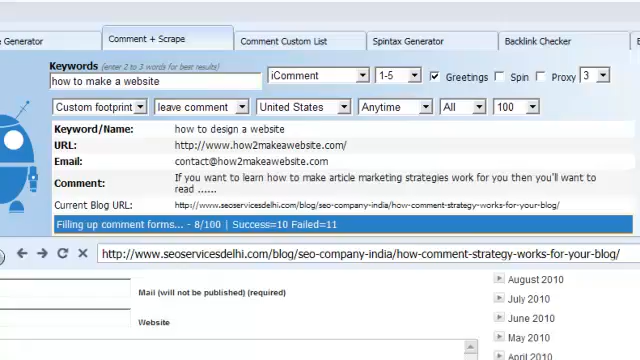 Generator
Comment + Scrape
Comment Custom List
Spintax Generator
Backlink Checker
Keywords (enter 2 to 3 words for best results)
how to make a website
iComment
1-5
Greetings
Spin
Proxy
3
Custom footprint
leave comment
United States
Anytime
All
100
Keyword/Name: how to design a website
URL: http://www.how2makeawebsite.com/
Email: contact@how2makeawebsite.com
Comment: If you want to learn how to make article marketing strategies work for you then you'll want to
read ......
Current Blog URL: http://www.seoservicesdelhi.com/blog/seo-company-india/how-comment-strategy-works-for-your-blog/
Filling up comment forms... - 8/100 | Success=10 Failed=11
http://www.seoservicesdelhi.com/blog/seo-company-india/how-comment-strategy-works-for-your-blog/
Mail (will not be published) (required)
Website
August 2010
July 2010
June 2010
May 2010
April 2010